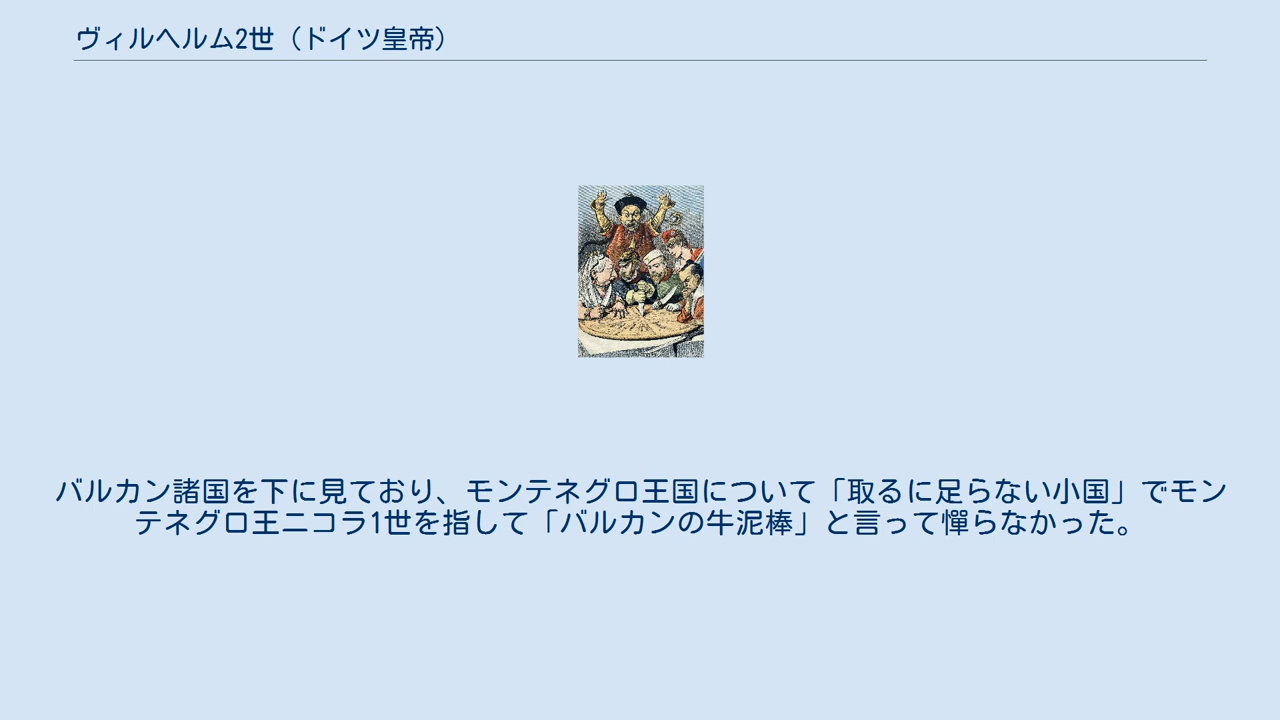 ヴィルヘルム2世（ドイツ皇帝）
バルカン諸国を下に見ており、モンテネグロ王国について「取るに足らない小国」でモン
テネグロ王ニコラ1世を指して「バルカンの牛泥棒」と言って憚らなかった。